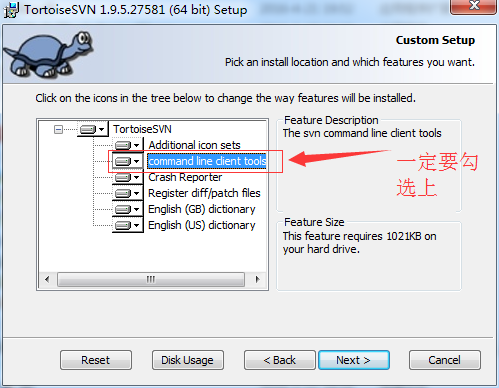 TortoiseSVN 1.9.5.27581 (64 bit) Setup
Custom Setup
Pick an install location and which features you want.
Click on the icons in the tree below to change the way features will be installed.
TortoiseSVN
Additional icon sets
command line client tools
Crash Reporter
Register diff/patch files
English (GB) dictionary
English (US) dictionary
Feature Description
The svn command line client tools
一定要勾
选上
Feature Size
This feature requires 1021KB on
your hard drive.
Reset
Disk Usage
< Back
Next >
Cancel